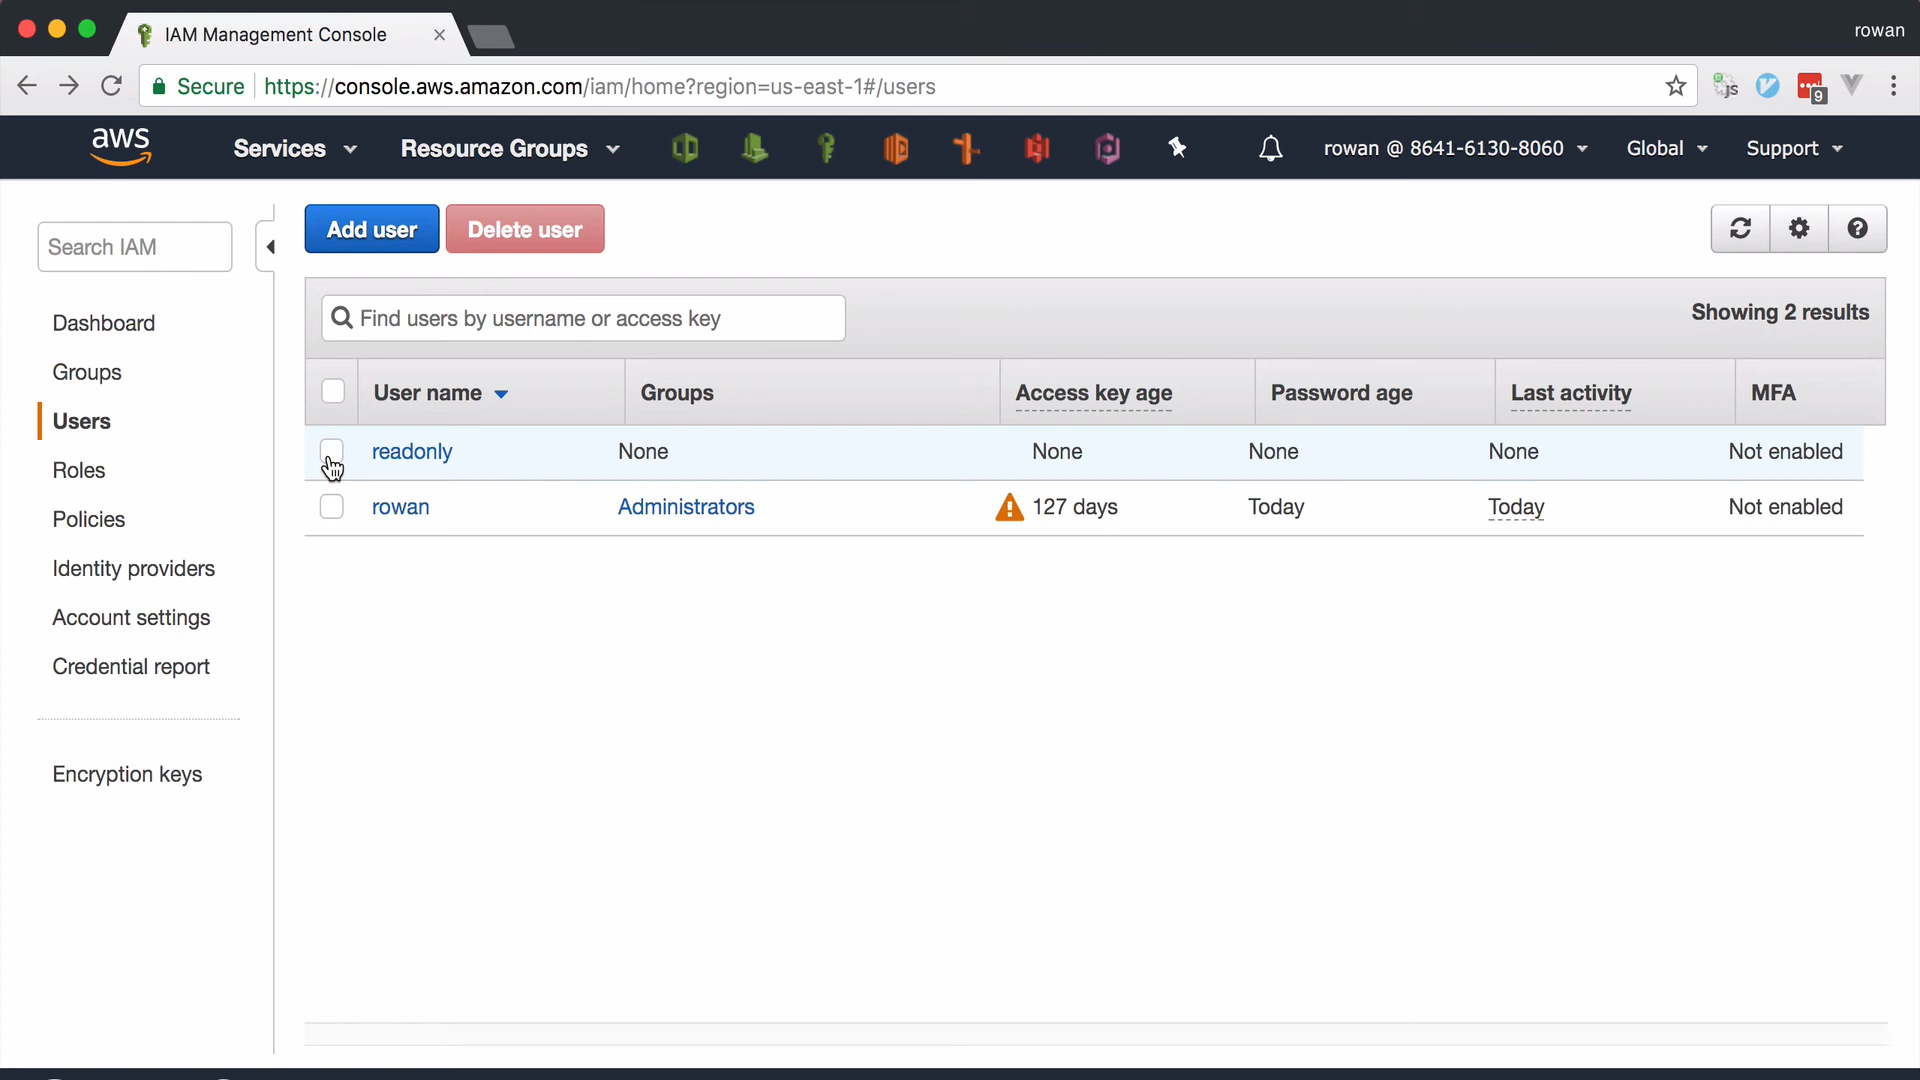 IAM Management Console
rowan
Secure https://console.aws.amazon.com/iam/home?region=us-east-1#/users
JS
9
aws Services Resource Groups rowan @ 8641-6130-8060 Global Support
Search IAM
Add user Delete user
Dashboard
Groups
Users
Roles
Policies
Identity providers
Account settings
Credential report
Encryption keys
Find users by username or access key
Showing 2 results
User name Groups Access key age Password age Last activity MFA
readonly None None None None Not enabled
rowan Administrators 127 days Today Today Not enabled